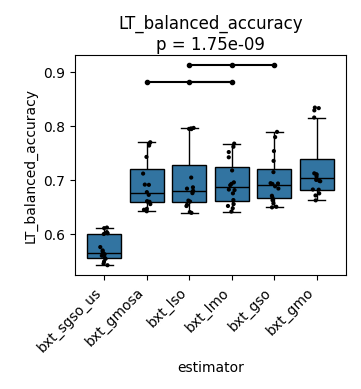 LT_balanced_accuracy
p = 1.75e-09
0.9
0.8
0.7
0.6
LT_balanced_accuracy
bxt_sgso_us
bxt_gmosa
bxt_lso
bxt_lmo
bxt_gso
bxt_gmo
estimator